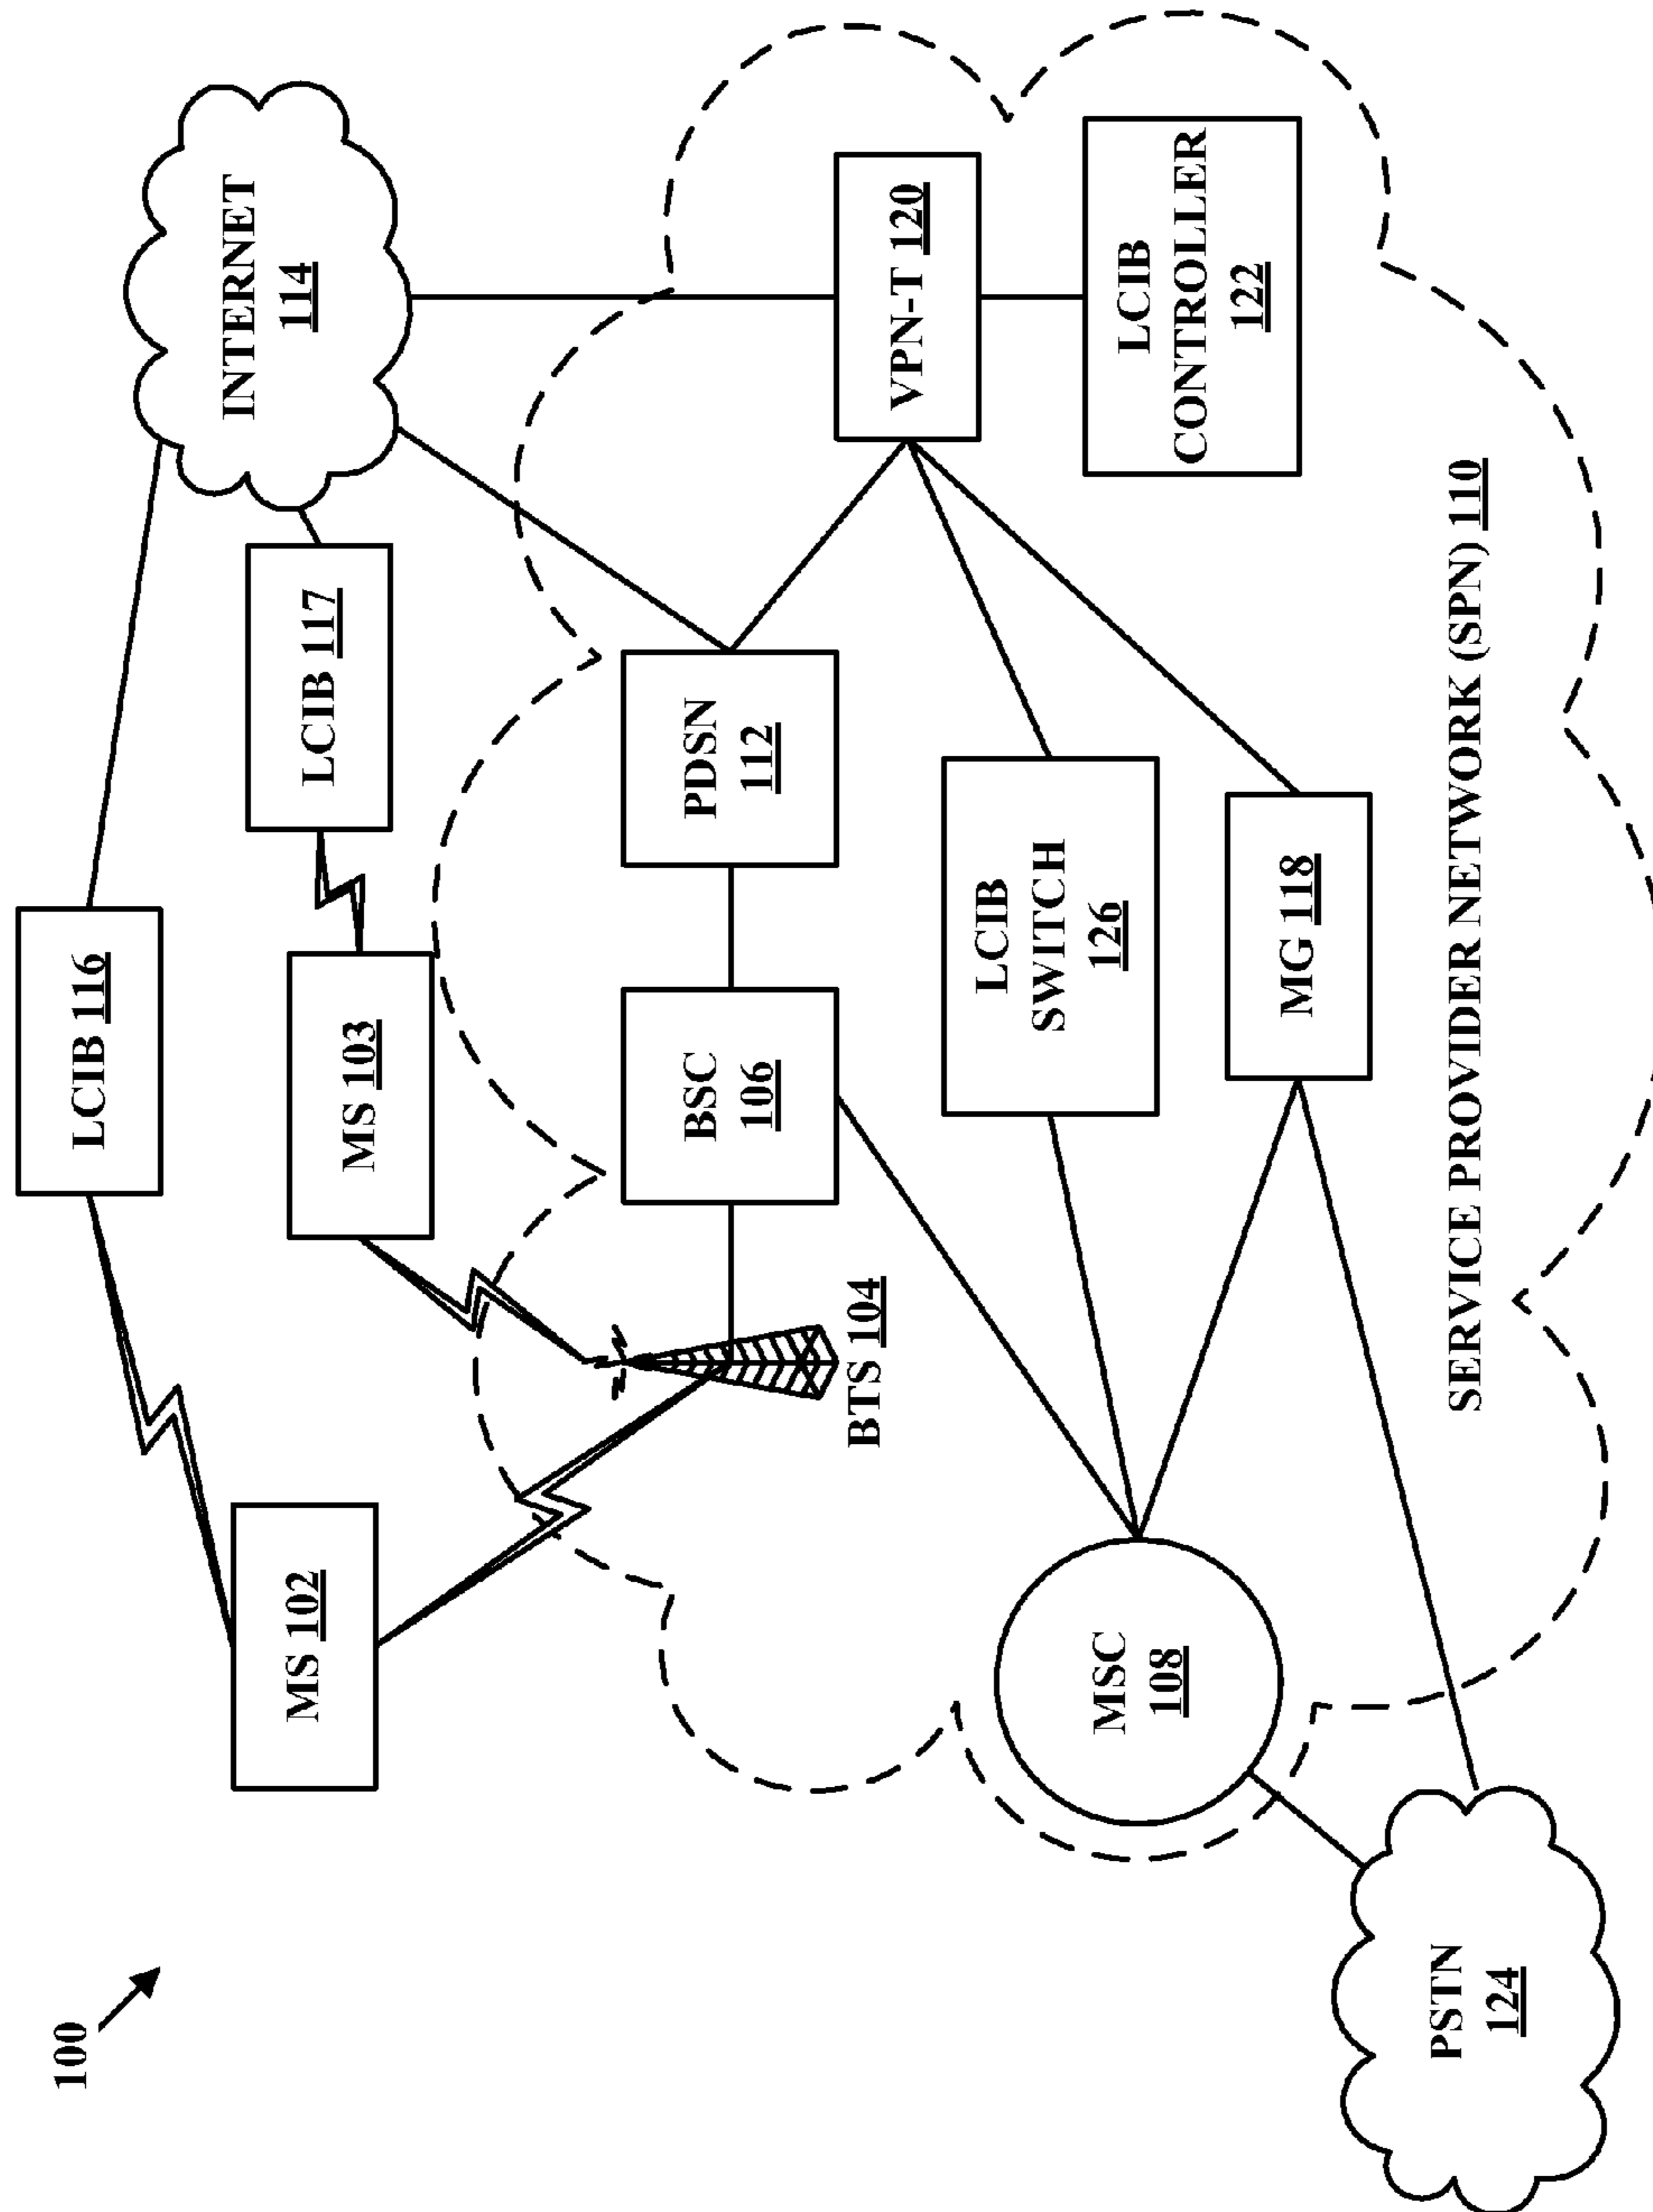 100
LCIB 116
INTERNET
114
MS 102
MS 103
LCIB 117
BTS 104
BSC
106
PDSN
112
VPN-T 120
LCIB
CONTROLLER
122
LCIB
SWITCH
126
MSC
108
MG 118
PSTN
124
SERVICE PROVIDER NETWORK (SPN) 110